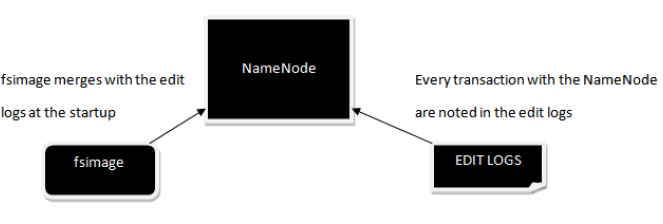 NameNode
fsimage merges with the edit
logs at the startup
Every transaction with the NameNode
are noted in the edit logs
fsimage
EDIT LOGS